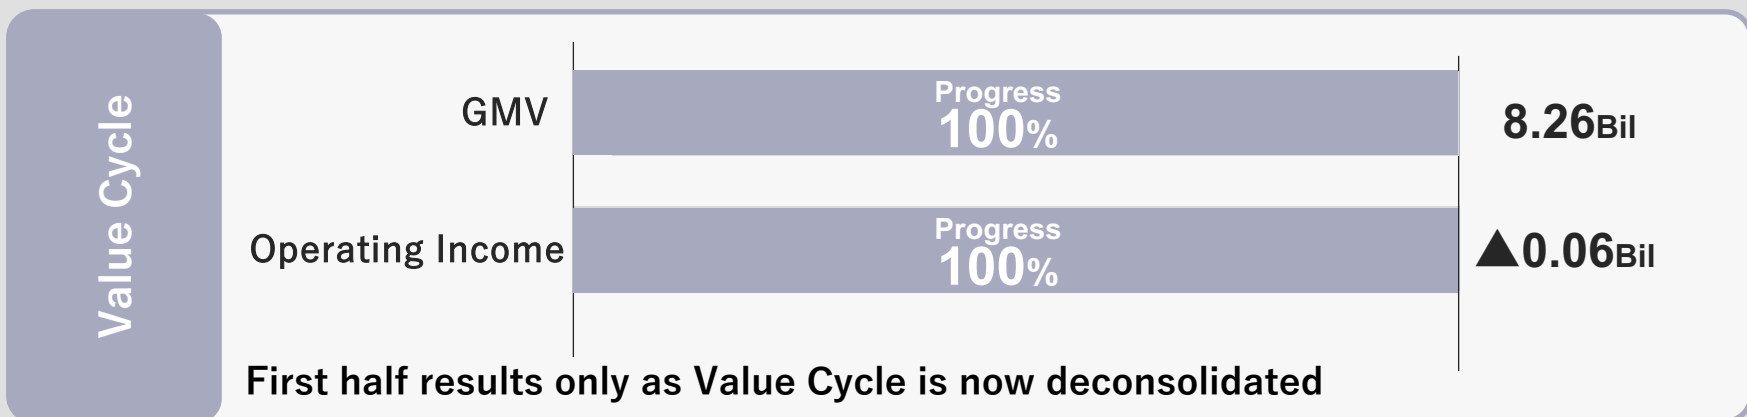 Value Cycle
GMV
Progress
100%
8.26Bil
Operating Income
Progress
100%
▲0.06Bil
First half results only as Value Cycle is now deconsolidated